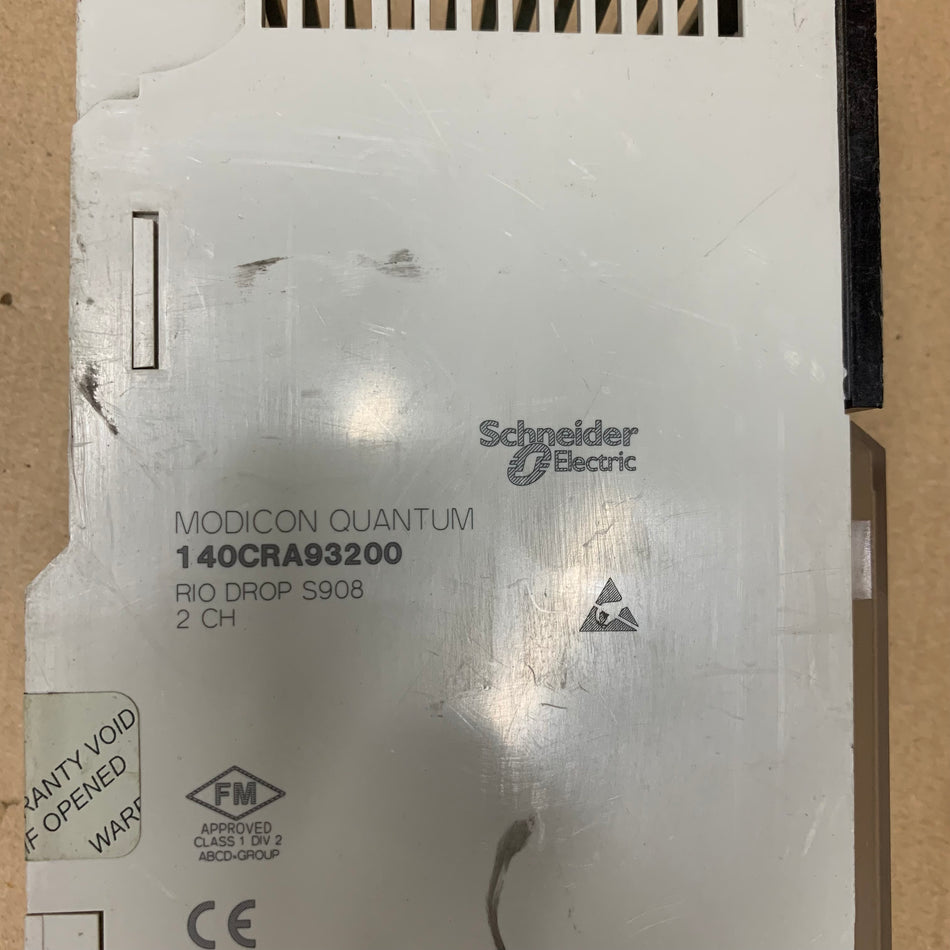 Schneider
Electric
MODICON QUANTUM
140CRA93200
RIO DROP S908
2 CH
RANTY VOID
IF OPENED
WARR
FM
APPROVED
CLASS 1 DIV 2
ABCD-GROUP
CE